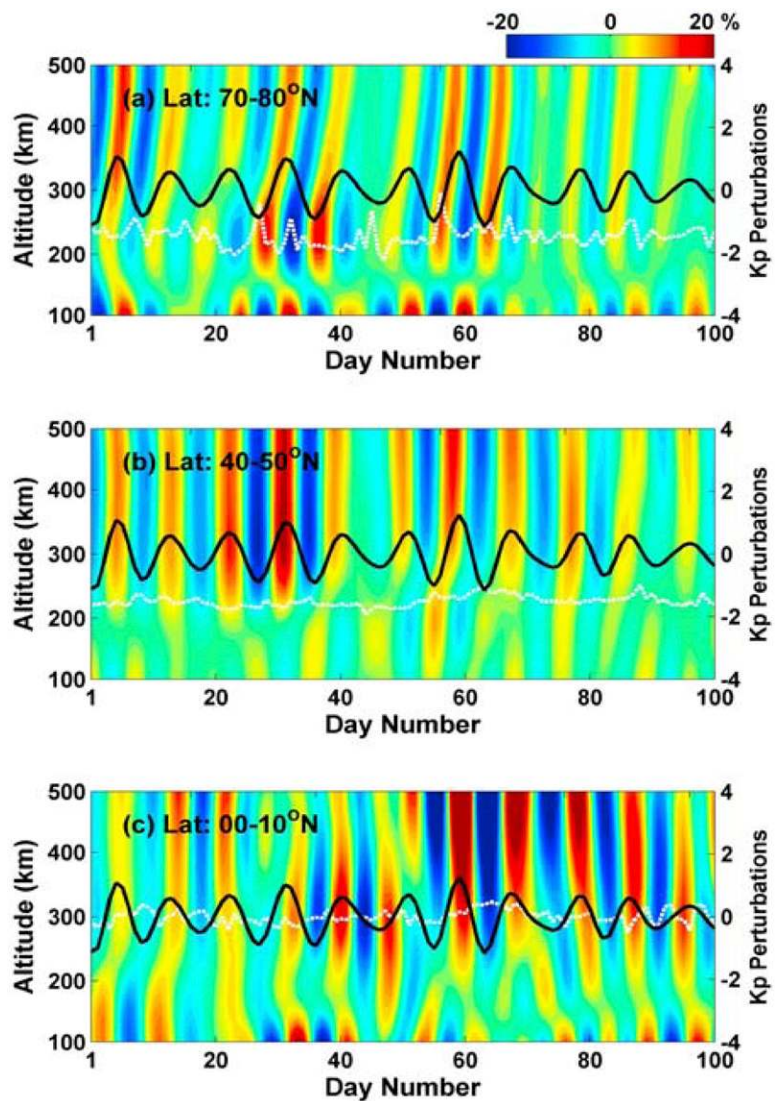 -20 0 20 %
500 (a) Lat: 70-80°N 4
400 2
300 0
200 -2
100 -4
Altitude (km)
Kp Perturbations
1 20 40 60 80 100
Day Number
500 (b) Lat: 40-50°N 4
400 2
300 0
200 -2
100 -4
Altitude (km)
Kp Perturbations
1 20 40 60 80 100
Day Number
500 (c) Lat: 00-10°N 4
400 2
300 0
200 -2
100 -4
Altitude (km)
Kp Perturbations
1 20 40 60 80 100
Day Number